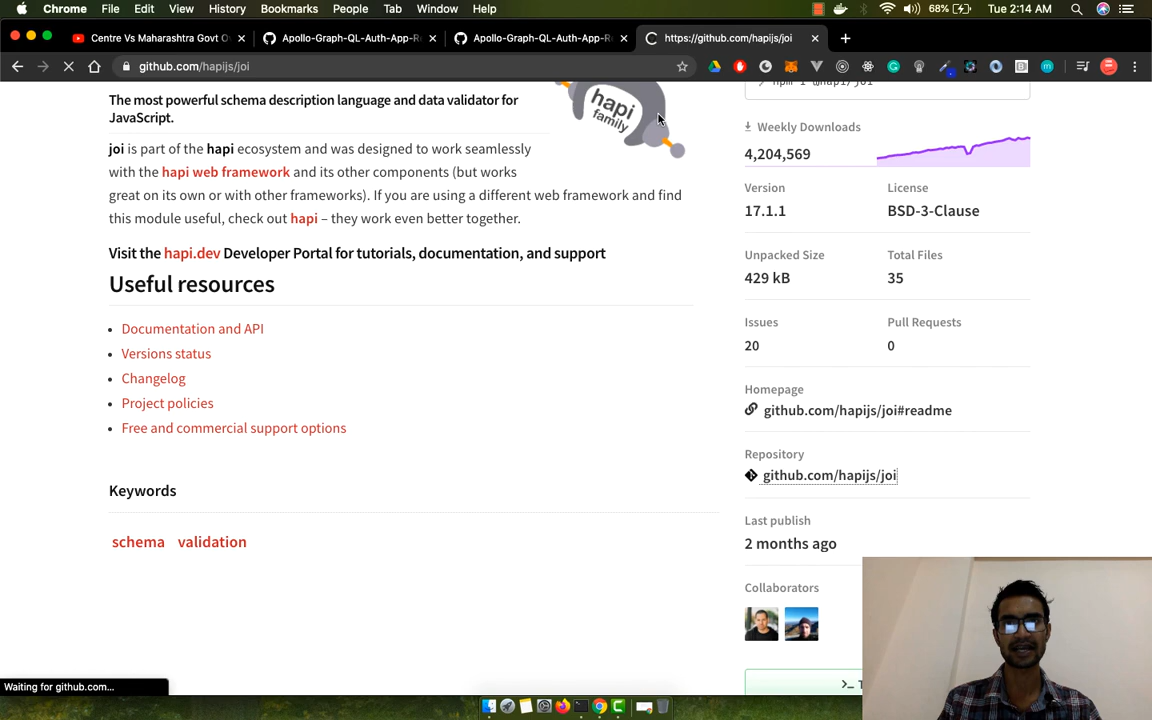 Chrome File Edit View History Bookmarks People Tab Window Help 68% Tue 2:14 AM
Centre Vs Maharashtra Govt O
Apollo-Graph-QL-Auth-App-R
Apollo-Graph-QL-Auth-App-R
https://github.com/hapijs/joi
github.com/hapijs/joi
The most powerful schema description language and data validator for
JavaScript.
hapi
family
joi is part of the hapi ecosystem and was designed to work seamlessly
with the hapi web framework and its other components (but works
great on its own or with other frameworks). If you are using a different web framework and find
this module useful, check out hapi – they work even better together.
Visit the hapi.dev Developer Portal for tutorials, documentation, and support
Useful resources
Documentation and API
Versions status
Changelog
Project policies
Free and commercial support options
Keywords
schema validation
> npm i @hapi/joi
Weekly Downloads
4,204,569
Version License
17.1.1 BSD-3-Clause
Unpacked Size Total Files
429 kB 35
Issues Pull Requests
20 0
Homepage
github.com/hapijs/joi#readme
Repository
github.com/hapijs/joi
Last publish
2 months ago
Collaborators
Waiting for github.com...